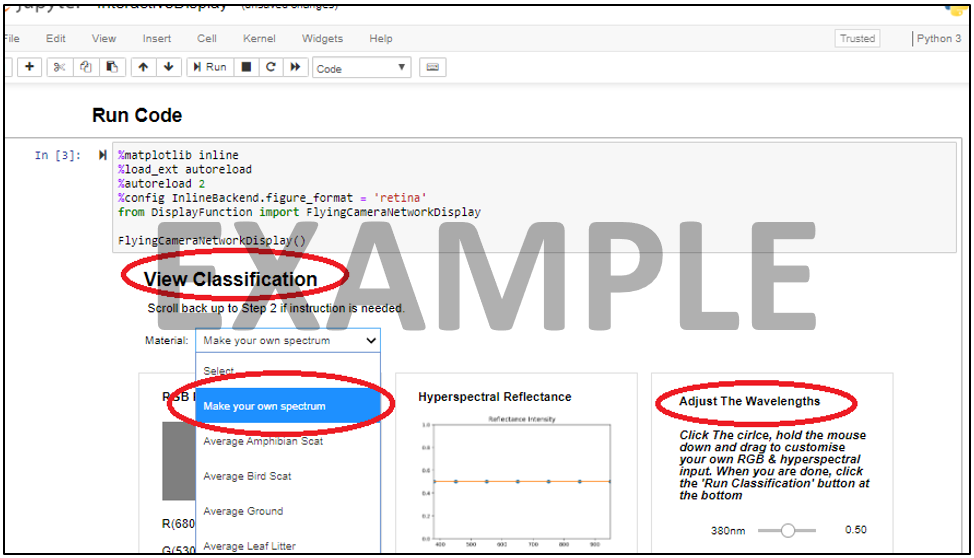 jupyter InteractiveDisplay (unsaved changes)
File Edit View Insert Cell Kernel Widgets Help Trusted Python 3
Run Code
Run Code
In [3]: %matplotlib inline
%load_ext autoreload
%autoreload 2
%config InlineBackend.figure_format = 'retina'
from DisplayFunction import FlyingCameraNetworkDisplay
FlyingCameraNetworkDisplay()
EXAMPLE
View Classification
Scroll back up to Step 2 if instruction is needed.
Material: Make your own spectrum
Select
Make your own spectrum
Average Amphibian Scat
Average Bird Scat
Average Ground
Average Leaf Litter
RGB
R(680
G(530
Hyperspectral Reflectance
Reflectance Intensity
1.0
0.8
0.6
0.4
0.2
0.0
400 500 600 700 800 900
Adjust The Wavelengths
Click The cirlce, hold the mouse
down and drag to customise
your own RGB & hyperspectral
input. When you are done, click
the 'Run Classification' button at
the bottom
380nm 0.50